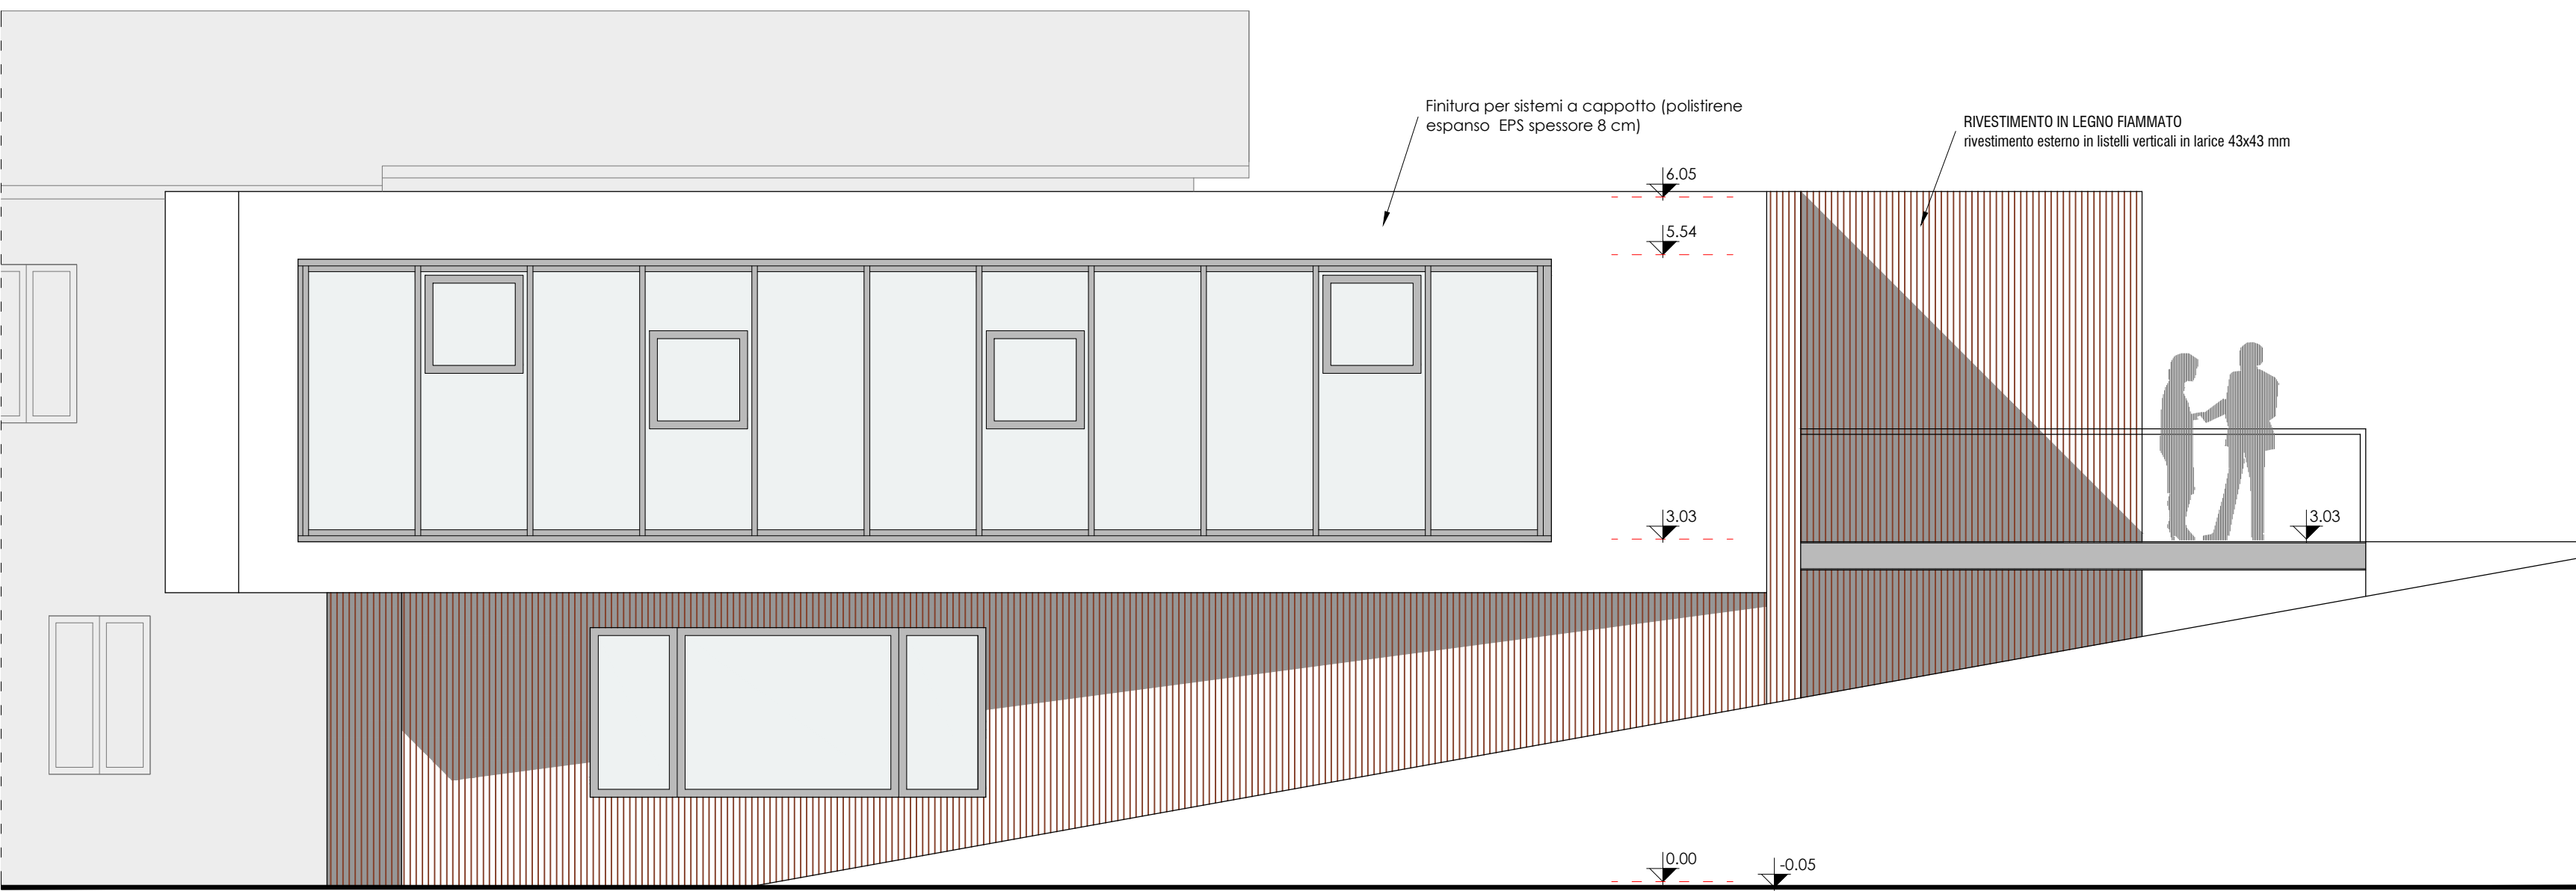 Finitura per sistemi a cappotto (polistirene
espanso EPS spessore 8 cm)
RIVESTIMENTO IN LEGNO FIAMMATO
rivestimento esterno in listelli verticali in larice 43x43 mm
6.05
5.54
3.03
3.03
0.00
-0.05